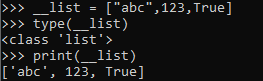 >>> __list = ["abc",123,True]
>>> type(__list)
<class 'list'>
>>> print(__list)
['abc', 123, True]